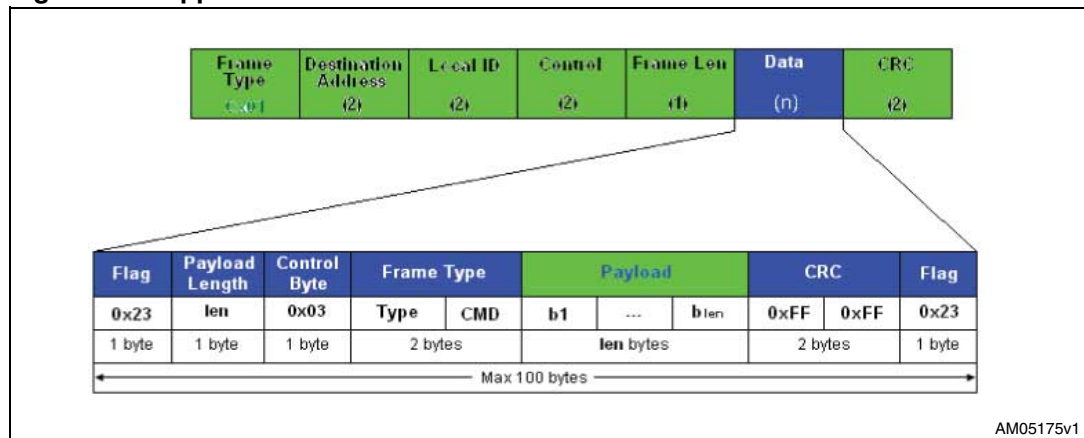 Frame Type 0x01
Destination Address (2)
Local ID (2)
Control (2)
Frame Len (1)
Data (n)
CRC (2)
Flag
Payload Length
Control Byte
Frame Type
Payload
CRC
Flag
0x23 len 0x03 Type CMD b1 ... blen 0xFF 0xFF 0x23
1 byte 1 byte 1 byte 2 bytes len bytes 2 bytes 1 byte
Max 100 bytes
AM05175v1